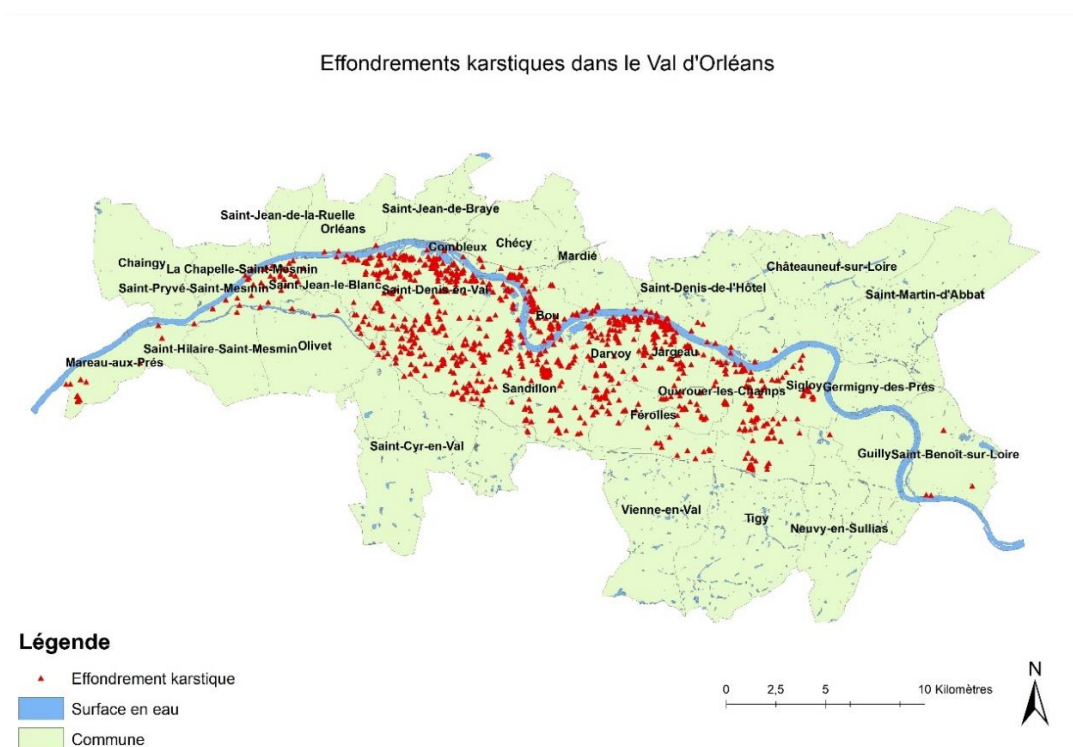 Effondrements karstiques dans le Val d'Orléans
Saint-Jean-de-la-Ruelle
Saint-Jean-de-Braye
Orléans
Combleux
Chécy
Mardié
Chaingy
La Chapelle-Saint-Mesmin
Châteauneuf-sur-Loire
Saint-Pryvé-Saint-Mesmin
Saint-Jean-le-Blanc
Saint-Denis-en-Val
Saint-Denis-de-l'Hôtel
Saint-Martin-d'Abbat
Bou
Saint-Hilaire-Saint-Mesmin
Olivet
Darvoy
Jargeau
Mareau-aux-Prés
Sandillon
Ouvrouer-les-Champs
Sigloy
Germigny-des-Prés
Férolles
Saint-Cyr-en-Val
Guilly
Saint-Benoît-sur-Loire
Vienne-en-Val
Tigy
Neuvy-en-Sullias
Légende
Effondrement karstique
Surface en eau
Commune
0 2,5 5 10 Kilomètres
N